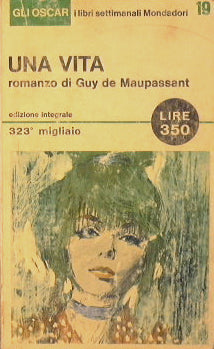 GLI OSCAR i libri settimanali Mondadori 19
UNA VITA
romanzo di Guy de Maupassant
edizione integrale
323° migliaio
LIRE
350